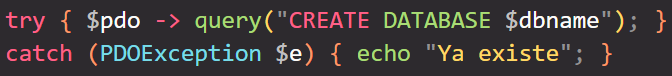 try { $pdo -> query("CREATE DATABASE $dbname"); }
catch (PDOException $e) { echo "Ya existe"; }